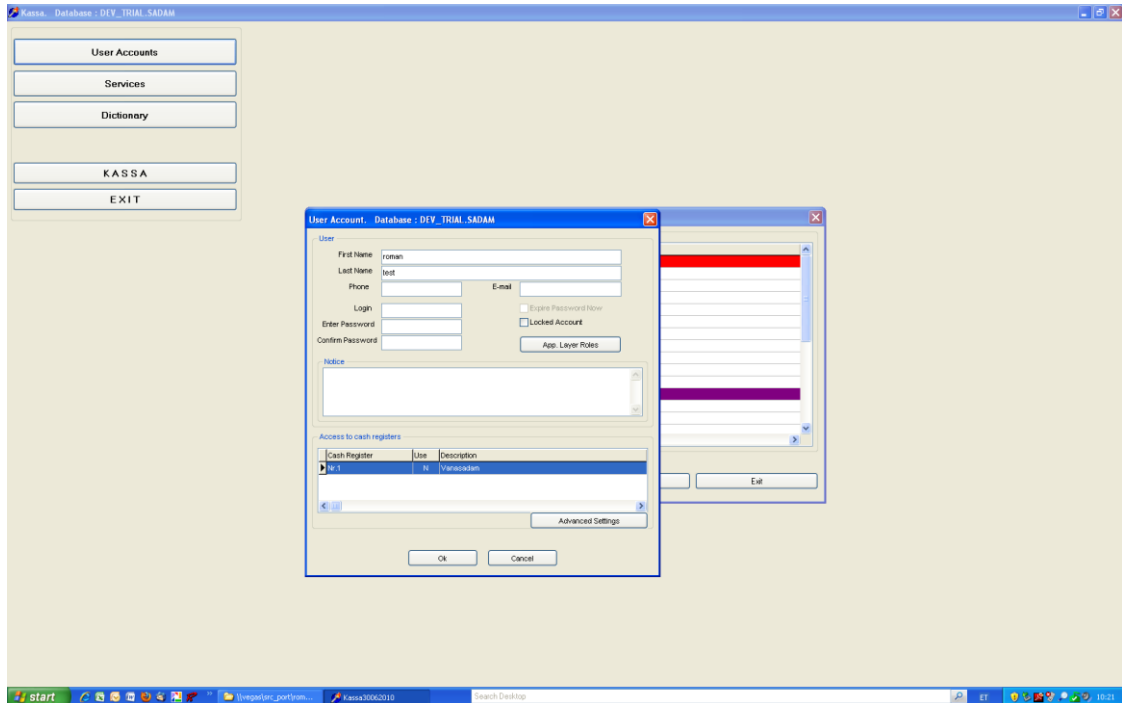 Kassa. Database : DEV_TRIAL.SADAM
User Accounts
Services
Dictionary
KASSA
EXIT
User Account. Database : DEV_TRIAL.SADAM
User
First Name roman
Last Name test
Phone E-mail
Login Expire Password Now
Enter Password Locked Account
Confirm Password App. Layer Roles
Notice
Access to cash registers
Cash Register Use Description
Nr.1 N Vanasadam
Advanced Settings
Ok Cancel
Exit
start \\vegas\src_port\rom... Kassa30062010 Search Desktop ET 10:21